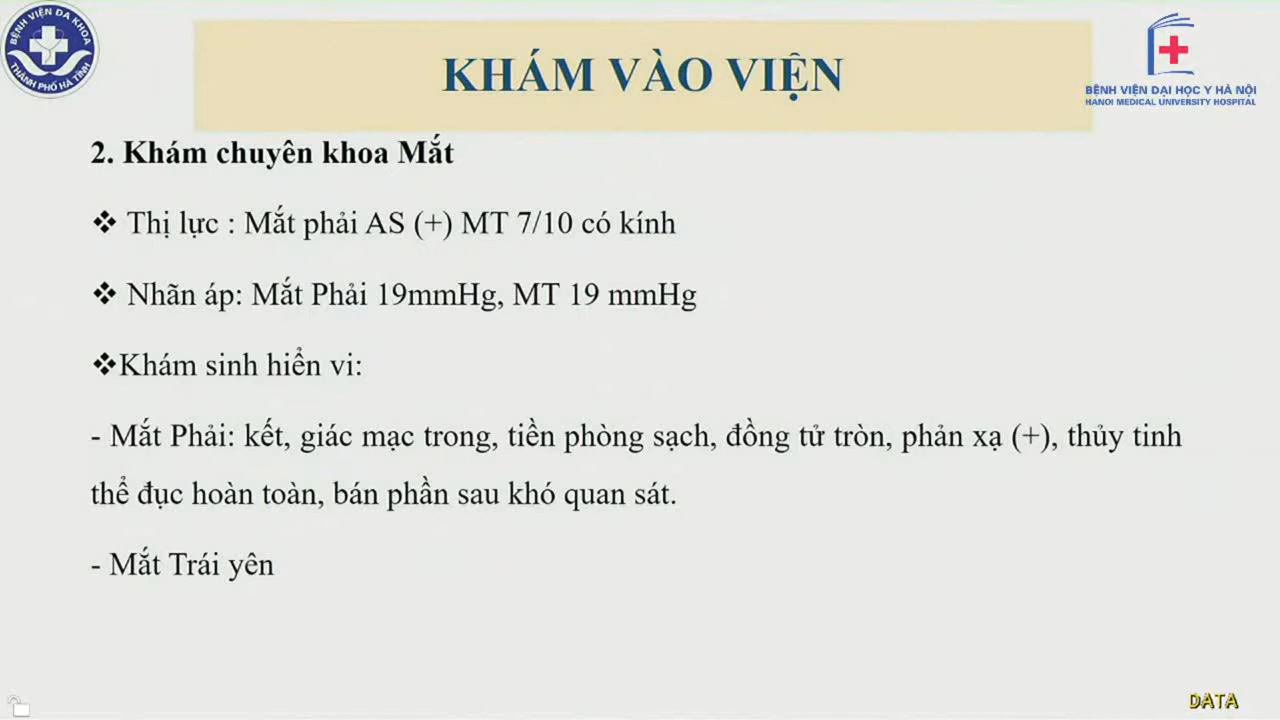 BỆNH VIỆN ĐA KHOA
THÀNH PHỐ HÀ TĨNH
KHÁM VÀO VIỆN
BỆNH VIỆN ĐẠI HỌC Y HÀ NỘI
HANOI MEDICAL UNIVERSITY HOSPITAL
2. Khám chuyên khoa Mắt
❖ Thị lực : Mắt phải AS (+) MT 7/10 có kính
❖ Nhãn áp: Mắt Phải 19mmHg, MT 19 mmHg
❖Khám sinh hiển vi:
- Mắt Phải: kết, giác mạc trong, tiền phòng sạch, đồng tử tròn, phản xạ (+), thủy tinh
thể đục hoàn toàn, bán phần sau khó quan sát.
- Mắt Trái yên
DATA